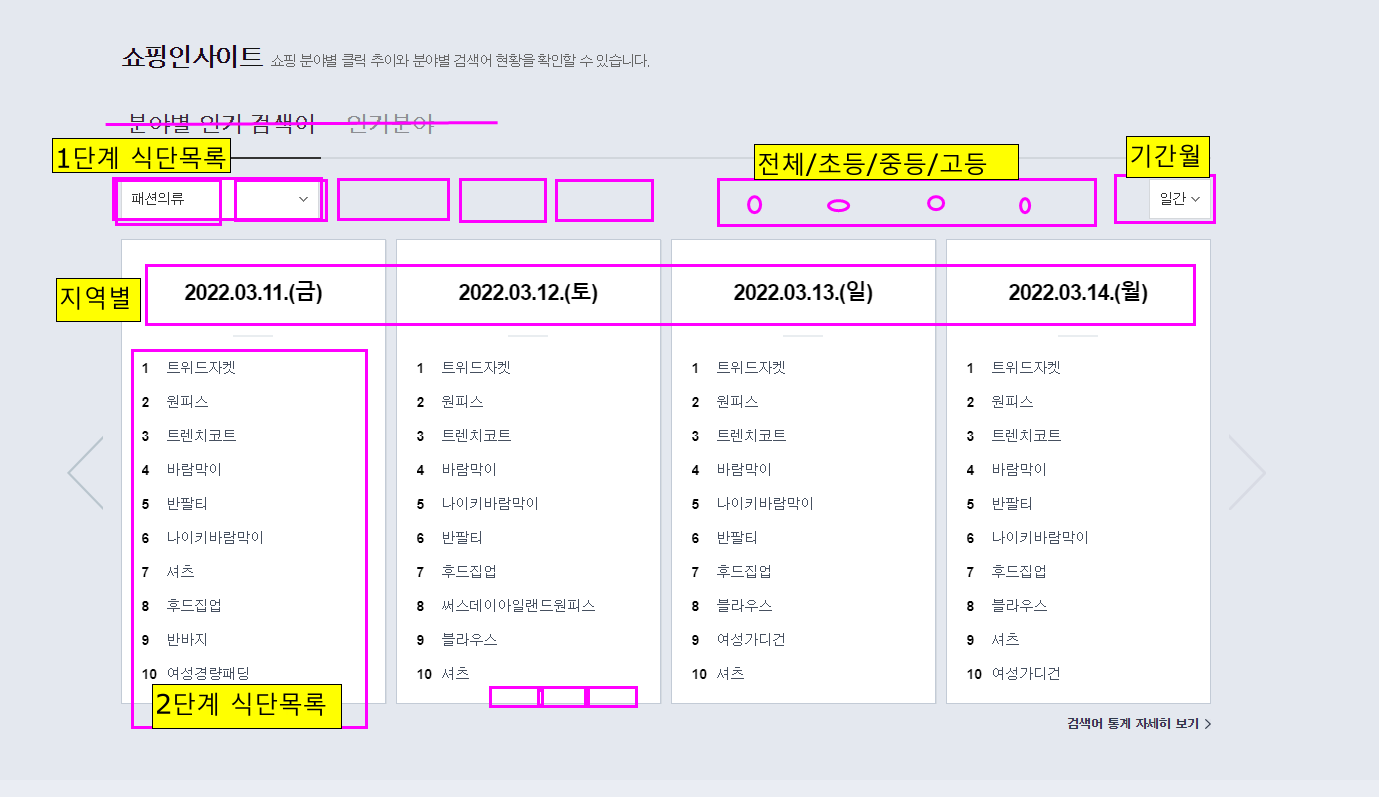 쇼핑인사이트 쇼핑 분야별 클릭 추이와 분야별 검색어 현황을 확인할 수 있습니다.
분야별 인기 검색어 인기분야
1단계 식단목록
전체/초등/중등/고등
기간월
패션의류
일간
지역별
2022.03.11.(금)
1 트위드자켓
2 원피스
3 트렌치코트
4 바람막이
5 반팔티
6 나이키바람막이
7 셔츠
8 후드집업
9 반바지
10 여성경량패딩
2단계 식단목록
2022.03.12.(토)
1 트위드자켓
2 원피스
3 트렌치코트
4 바람막이
5 나이키바람막이
6 반팔티
7 후드집업
8 써스데이아일랜드원피스
9 블라우스
10 셔츠
2022.03.13.(일)
1 트위드자켓
2 원피스
3 트렌치코트
4 바람막이
5 나이키바람막이
6 반팔티
7 후드집업
8 블라우스
9 여성가디건
10 셔츠
2022.03.14.(월)
1 트위드자켓
2 원피스
3 트렌치코트
4 바람막이
5 반팔티
6 나이키바람막이
7 후드집업
8 블라우스
9 셔츠
10 여성가디건
검색어 통계 자세히 보기 >